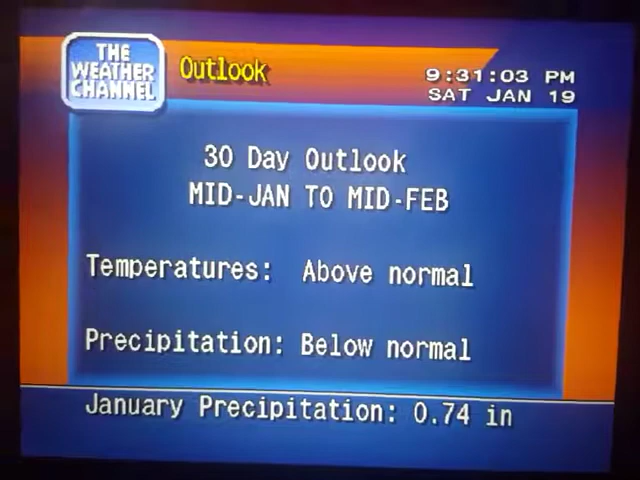 THE
WEATHER
CHANNEL
Outlook
9:31:03 PM
SAT JAN 19
30 Day Outlook
MID-JAN TO MID-FEB
Temperatures: Above normal
Precipitation: Below normal
January Precipitation: 0.74 in